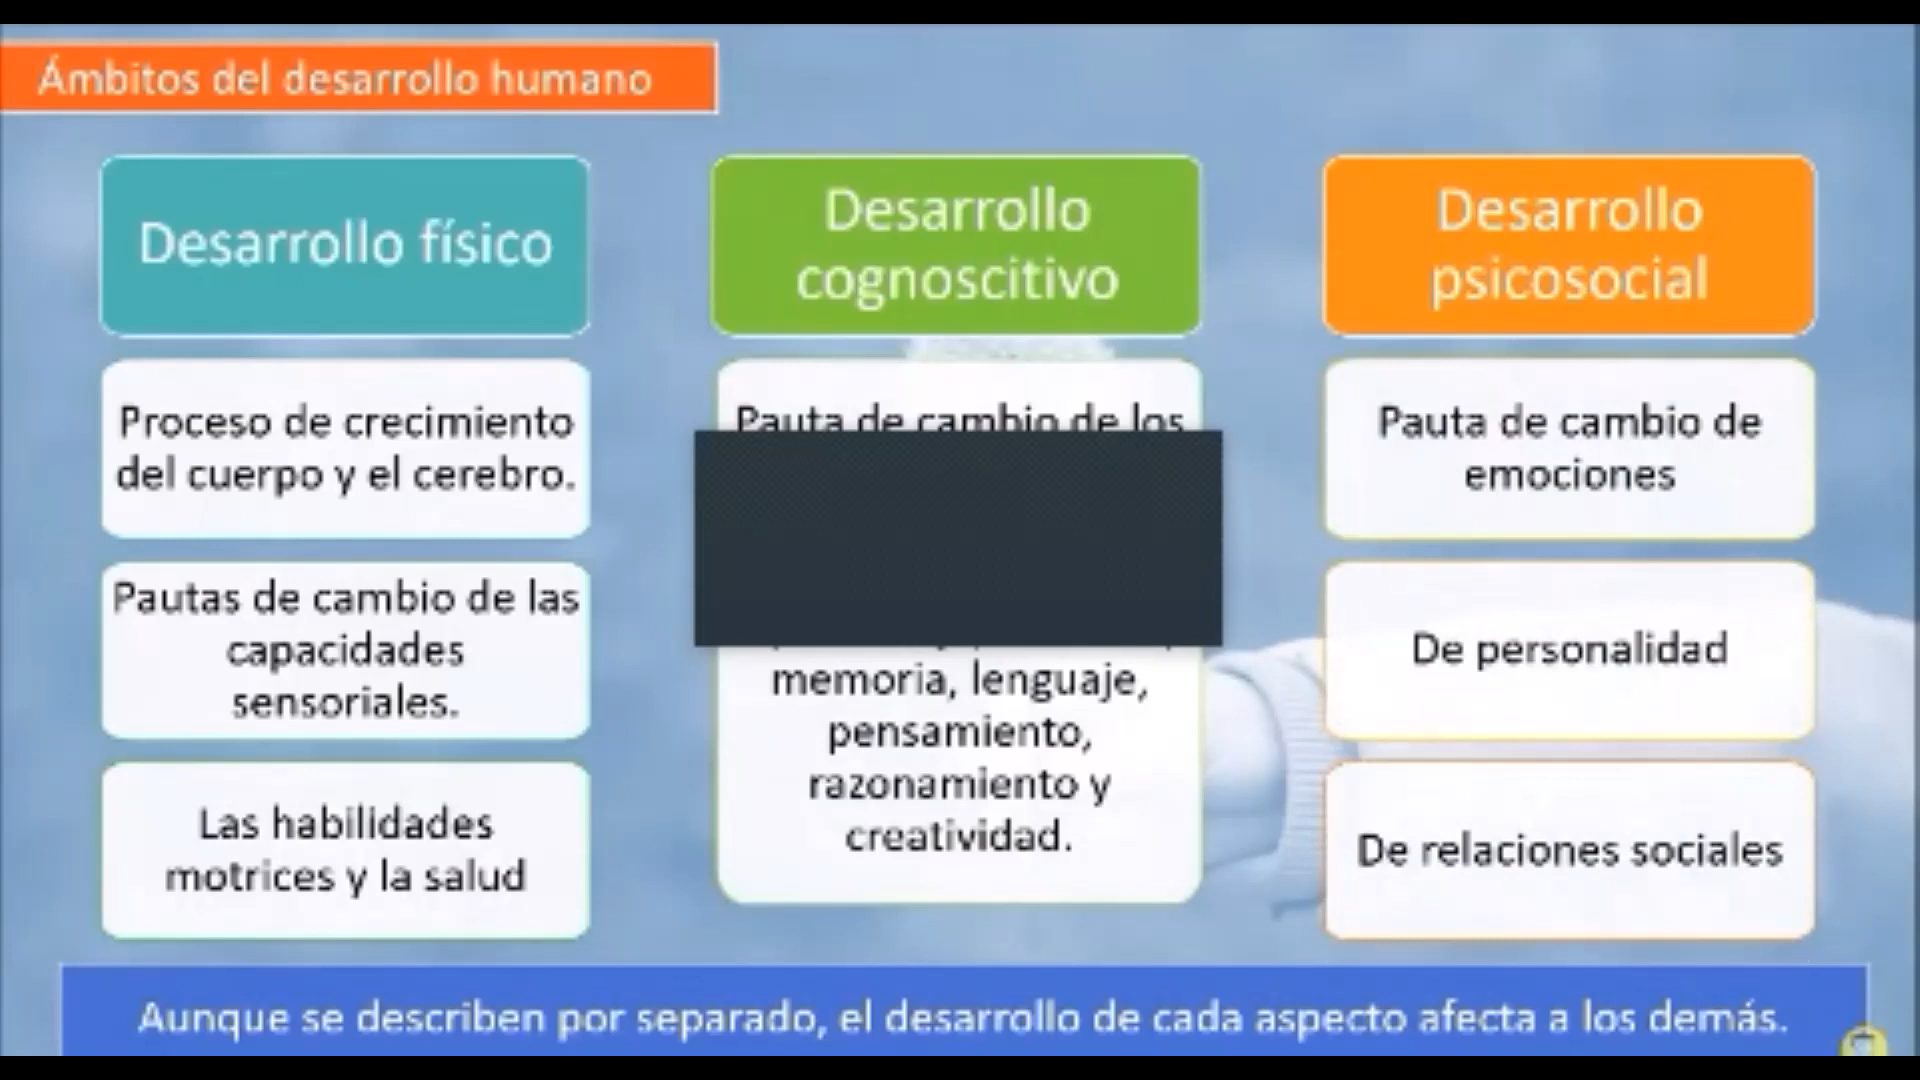 Ámbitos del desarrollo humano
Desarrollo físico
Proceso de crecimiento
del cuerpo y el cerebro.
Pautas de cambio de las
capacidades
sensoriales.
Las habilidades
motrices y la salud
Desarrollo
cognoscitivo
Pauta de cambio de los
memoria, lenguaje,
pensamiento,
razonamiento y
creatividad.
Desarrollo
psicosocial
Pauta de cambio de
emociones
De personalidad
De relaciones sociales
Aunque se describen por separado, el desarrollo de cada aspecto afecta a los demás.